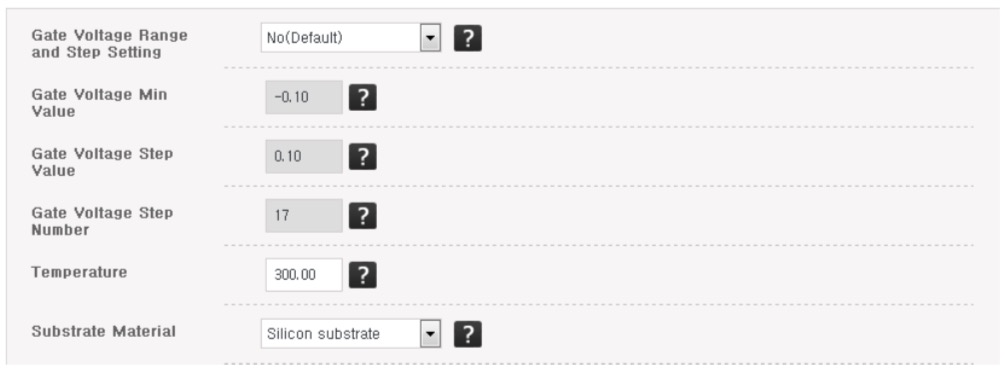 Gate Voltage Range
and Step Setting
No(Default)
?
Gate Voltage Min
Value
-0.10
?
Gate Voltage Step
Value
0.10
?
Gate Voltage Step
Number
17
?
Temperature
300.00
?
Substrate Material
Silicon substrate
?